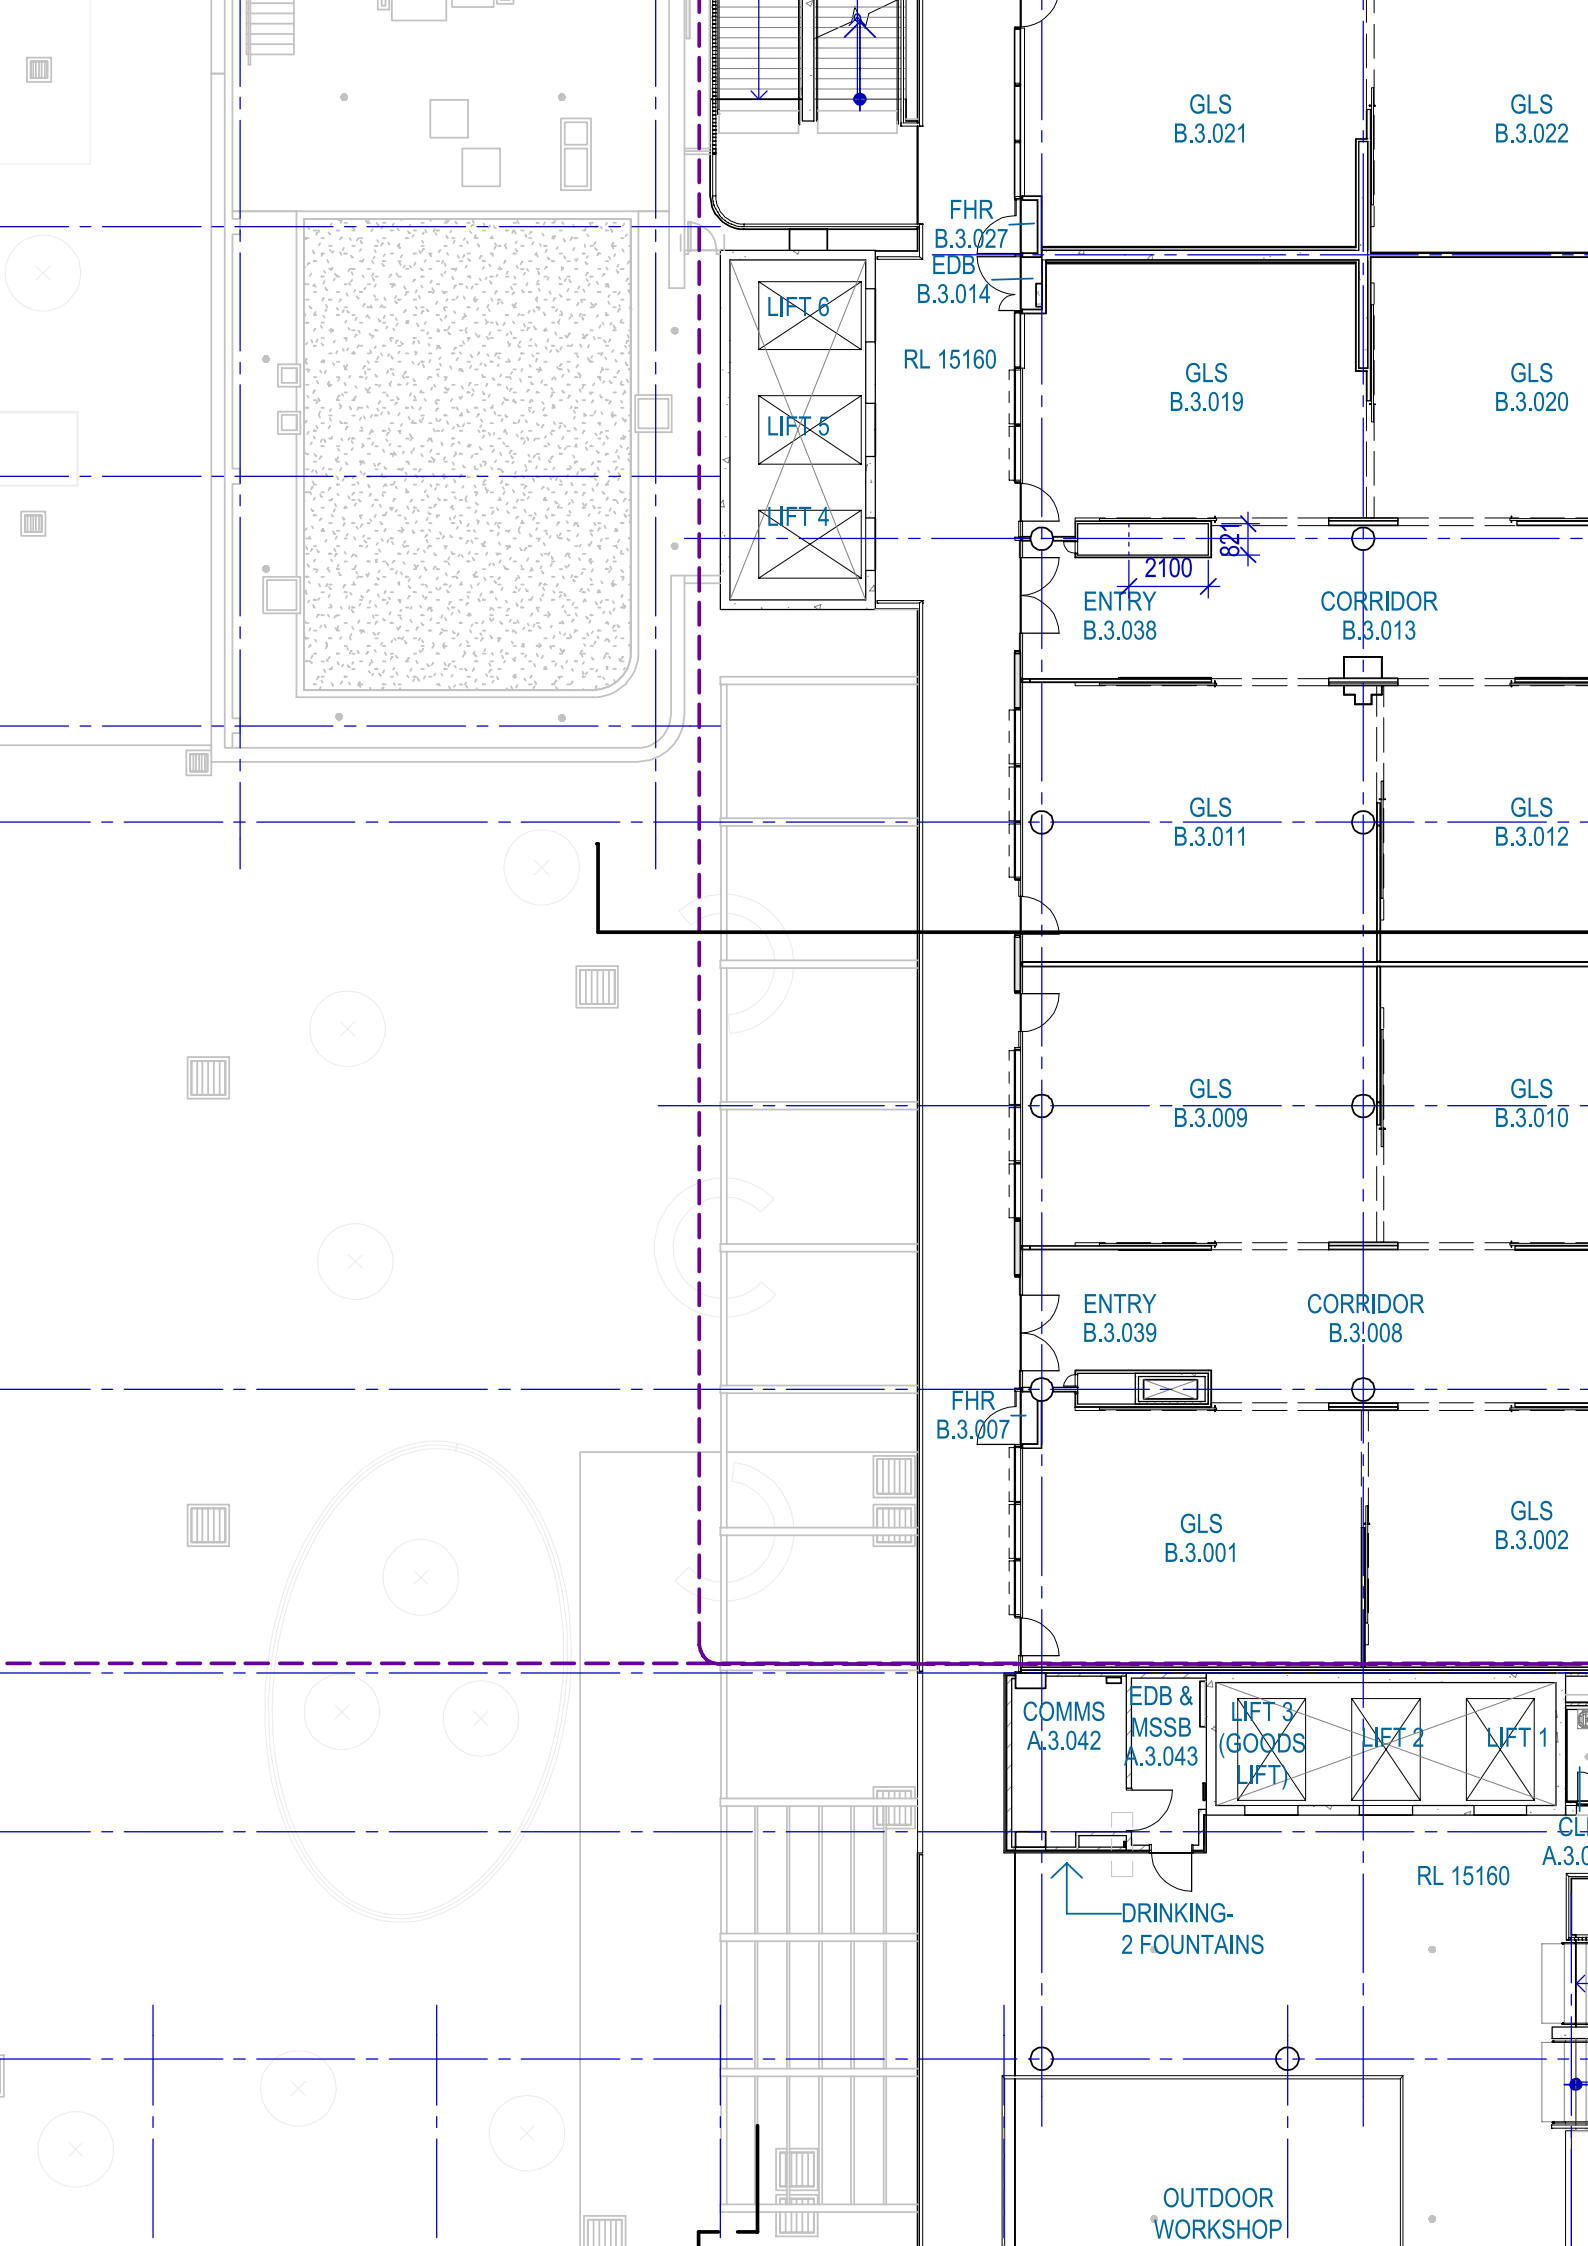 GLS
B.3.021
GLS
B.3.022
FHR
B.3.027
EDB
B.3.014
LIFT 6
RL 15160
GLS
B.3.019
GLS
B.3.020
LIFT 5
LIFT 4
821
2100
ENTRY
B.3.038
CORRIDOR
B.3.013
GLS
B.3.011
GLS
B.3.012
GLS
B.3.009
GLS
B.3.010
ENTRY
B.3.039
CORRIDOR
B.3.008
FHR
B.3.007
GLS
B.3.001
GLS
B.3.002
COMMS
A.3.042
EDB &
MSSB
A.3.043
LIFT 3
(GOODS
LIFT)
LIFT 2
LIFT 1
RL 15160
DRINKING-
2 FOUNTAINS
OUTDOOR
WORKSHOP